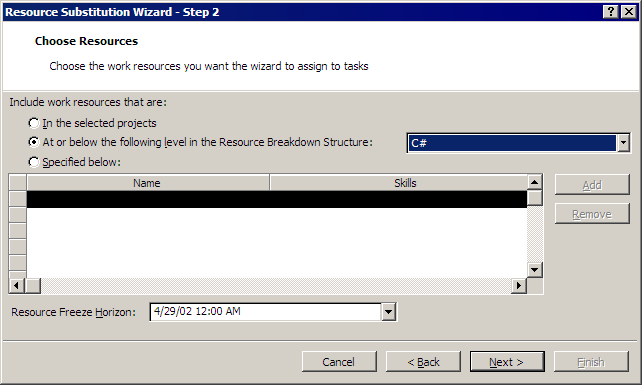 Resource Substitution Wizard - Step 2
Choose Resources
Choose the work resources you want the wizard to assign to tasks
Include work resources that are:
In the selected projects
At or below the following level in the Resource Breakdown Structure: C#
Specified below:
Name Skills
Add
Remove
Resource Freeze Horizon: 4/29/02 12:00 AM
Cancel < Back Next > Finish